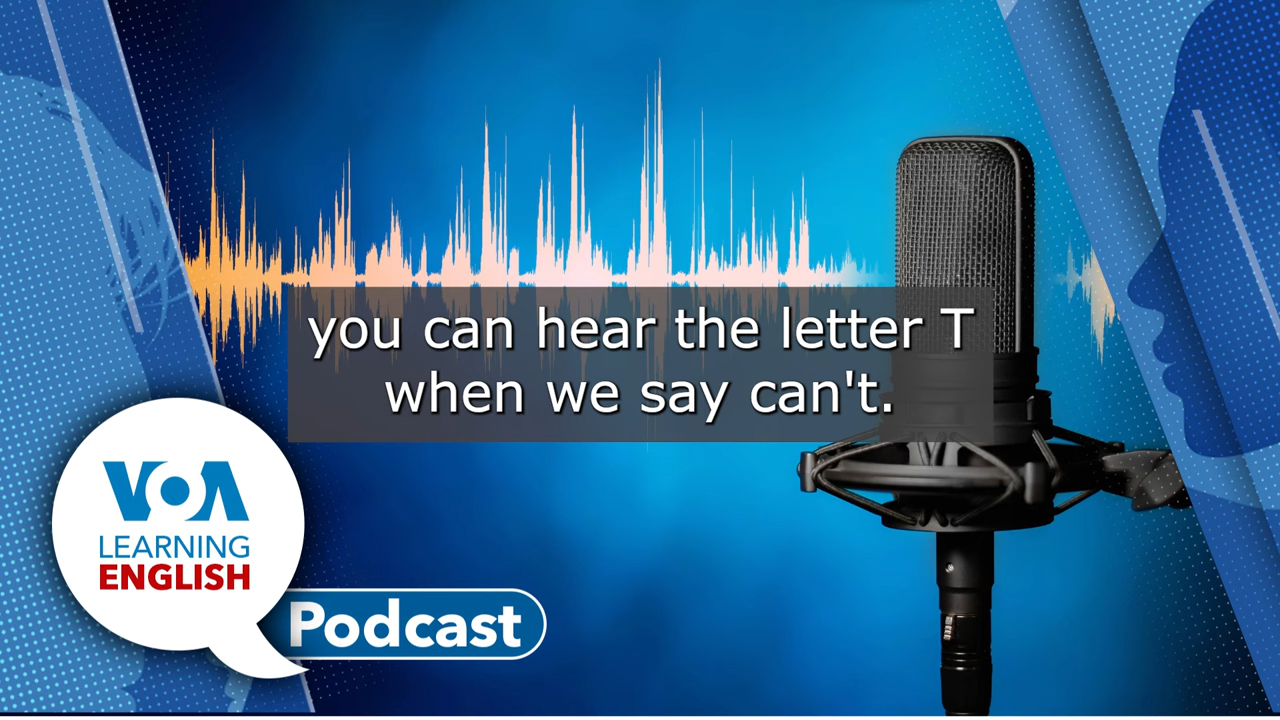 you can hear the letter T
when we say can't.
VOA
LEARNING
ENGLISH
Podcast